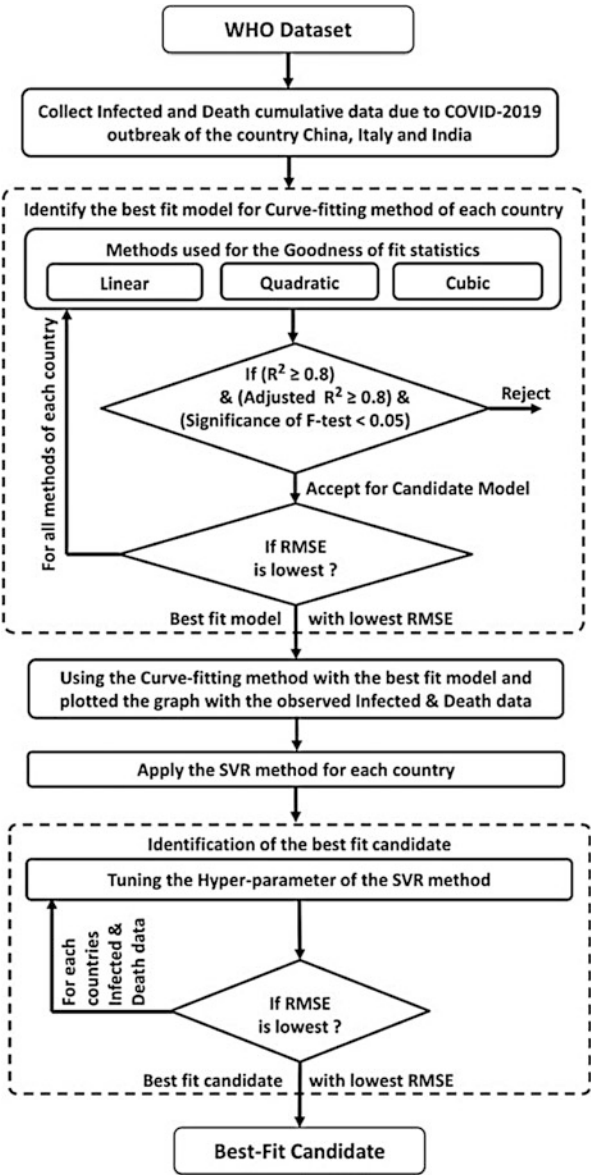 WHO Dataset
Collect Infected and Death cumulative data due to COVID-2019
outbreak of the country China, Italy and India
Identify the best fit model for Curve-fitting method of each country
Methods used for the Goodness of fit statistics
Linear
Quadratic
Cubic
For all methods of each country
If (R² ≥ 0.8)
& (Adjusted R² ≥ 0.8) &
(Significance of F-test < 0.05)
Reject
Accept for Candidate Model
If RMSE
is lowest ?
Best fit model with lowest RMSE
Using the Curve-fitting method with the best fit model and
plotted the graph with the observed Infected & Death data
Apply the SVR method for each country
Identification of the best fit candidate
Tuning the Hyper-parameter of the SVR method
For each
countries
Infected &
Death data
If RMSE
is lowest ?
Best fit candidate with lowest RMSE
Best-Fit Candidate